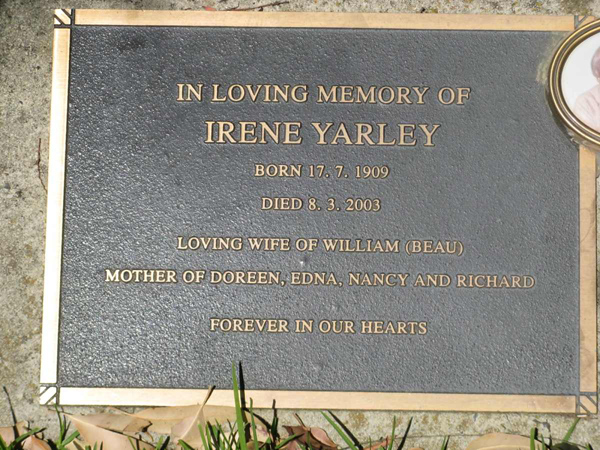 IN LOVING MEMORY OF
IRENE YARLEY
BORN 17. 7. 1909
DIED 8. 3. 2003
LOVING WIFE OF WILLIAM (BEAU)
MOTHER OF DOREEN, EDNA, NANCY AND RICHARD
FOREVER IN OUR HEARTS